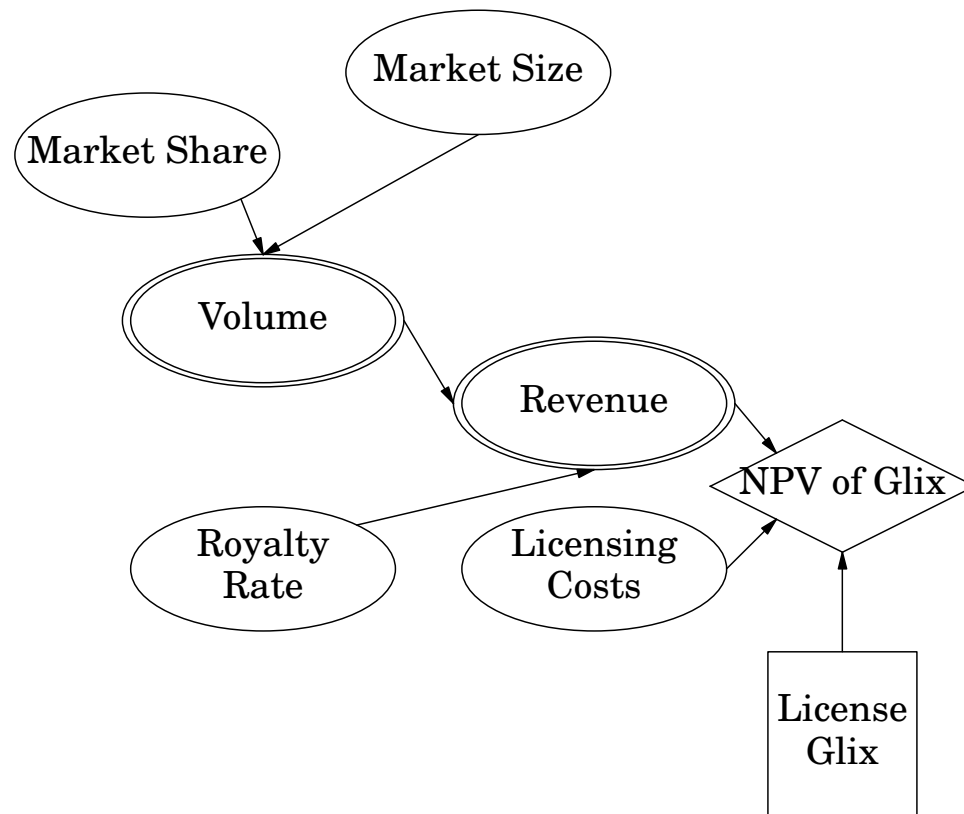 Market Size
Market Share
Volume
Revenue
NPV of Glix
Royalty
Rate
Licensing
Costs
License
Glix